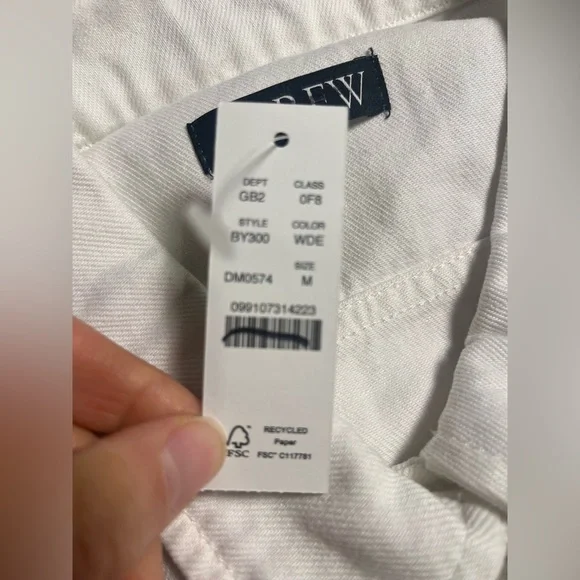 REW
DEPT CLASS
GB2 0F8
STYLE COLOR
BY300 WDE
SIZE
DM0574 M
099107314223
FSC
RECYCLED
Paper
FSC® C117781